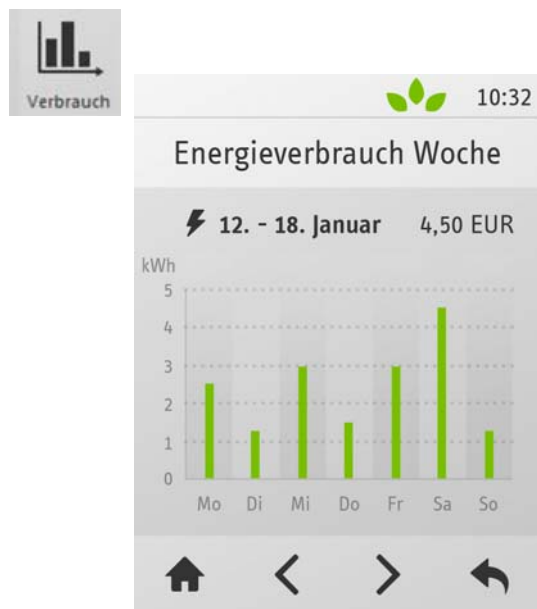 Verbrauch
10:32
Energieverbrauch Woche
12. - 18. Januar 4,50 EUR
kWh
5
4
3
2
1
0
Mo Di Mi Do Fr Sa So